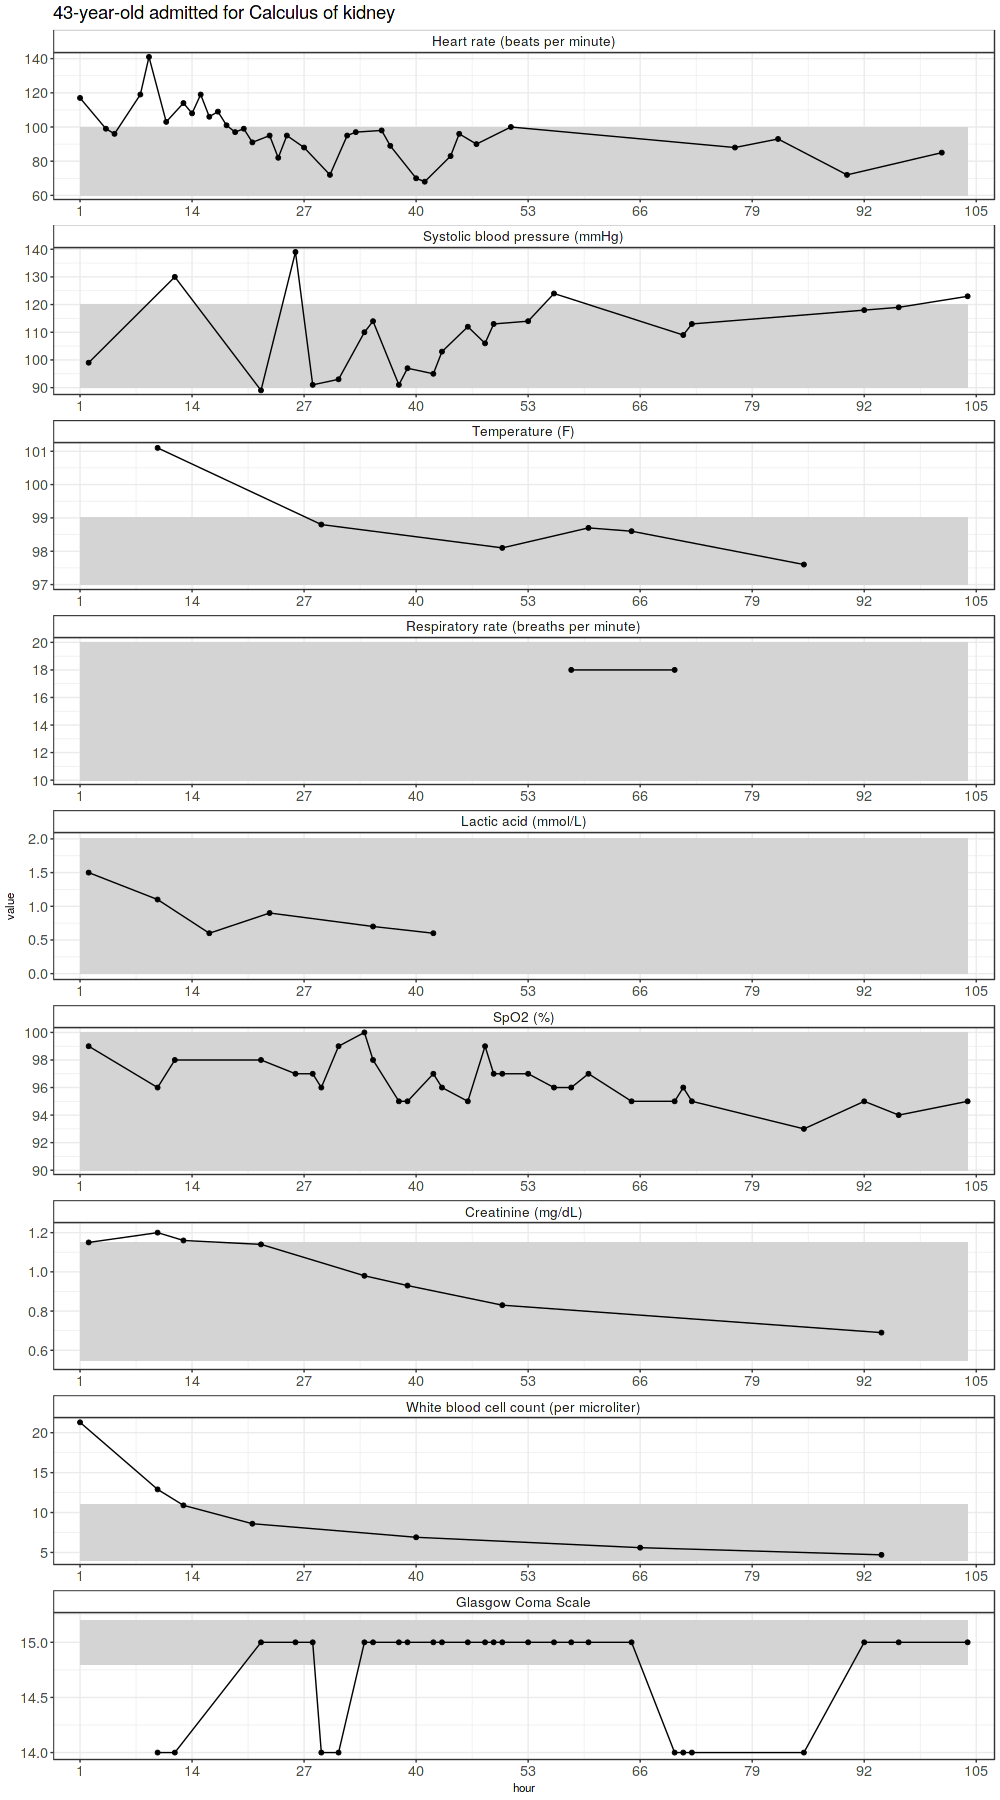 43-year-old admitted for Calculus of kidney
Heart rate (beats per minute)
140
120
100
80
60
1 14 27 40 53 66 79 92 105
Systolic blood pressure (mmHg)
140
130
120
110
100
90
1 14 27 40 53 66 79 92 105
Temperature (F)
101
100
99
98
97
1 14 27 40 53 66 79 92 105
Respiratory rate (breaths per minute)
20
18
16
14
12
10
1 14 27 40 53 66 79 92 105
Lactic acid (mmol/L)
2.0
1.5
1.0
0.5
0.0
1 14 27 40 53 66 79 92 105
value
SpO2 (%)
100
98
96
94
92
90
1 14 27 40 53 66 79 92 105
Creatinine (mg/dL)
1.2
1.0
0.8
0.6
1 14 27 40 53 66 79 92 105
White blood cell count (per microliter)
20
15
10
5
1 14 27 40 53 66 79 92 105
Glasgow Coma Scale
15.0
14.5
14.0
1 14 27 40 53 66 79 92 105
hour